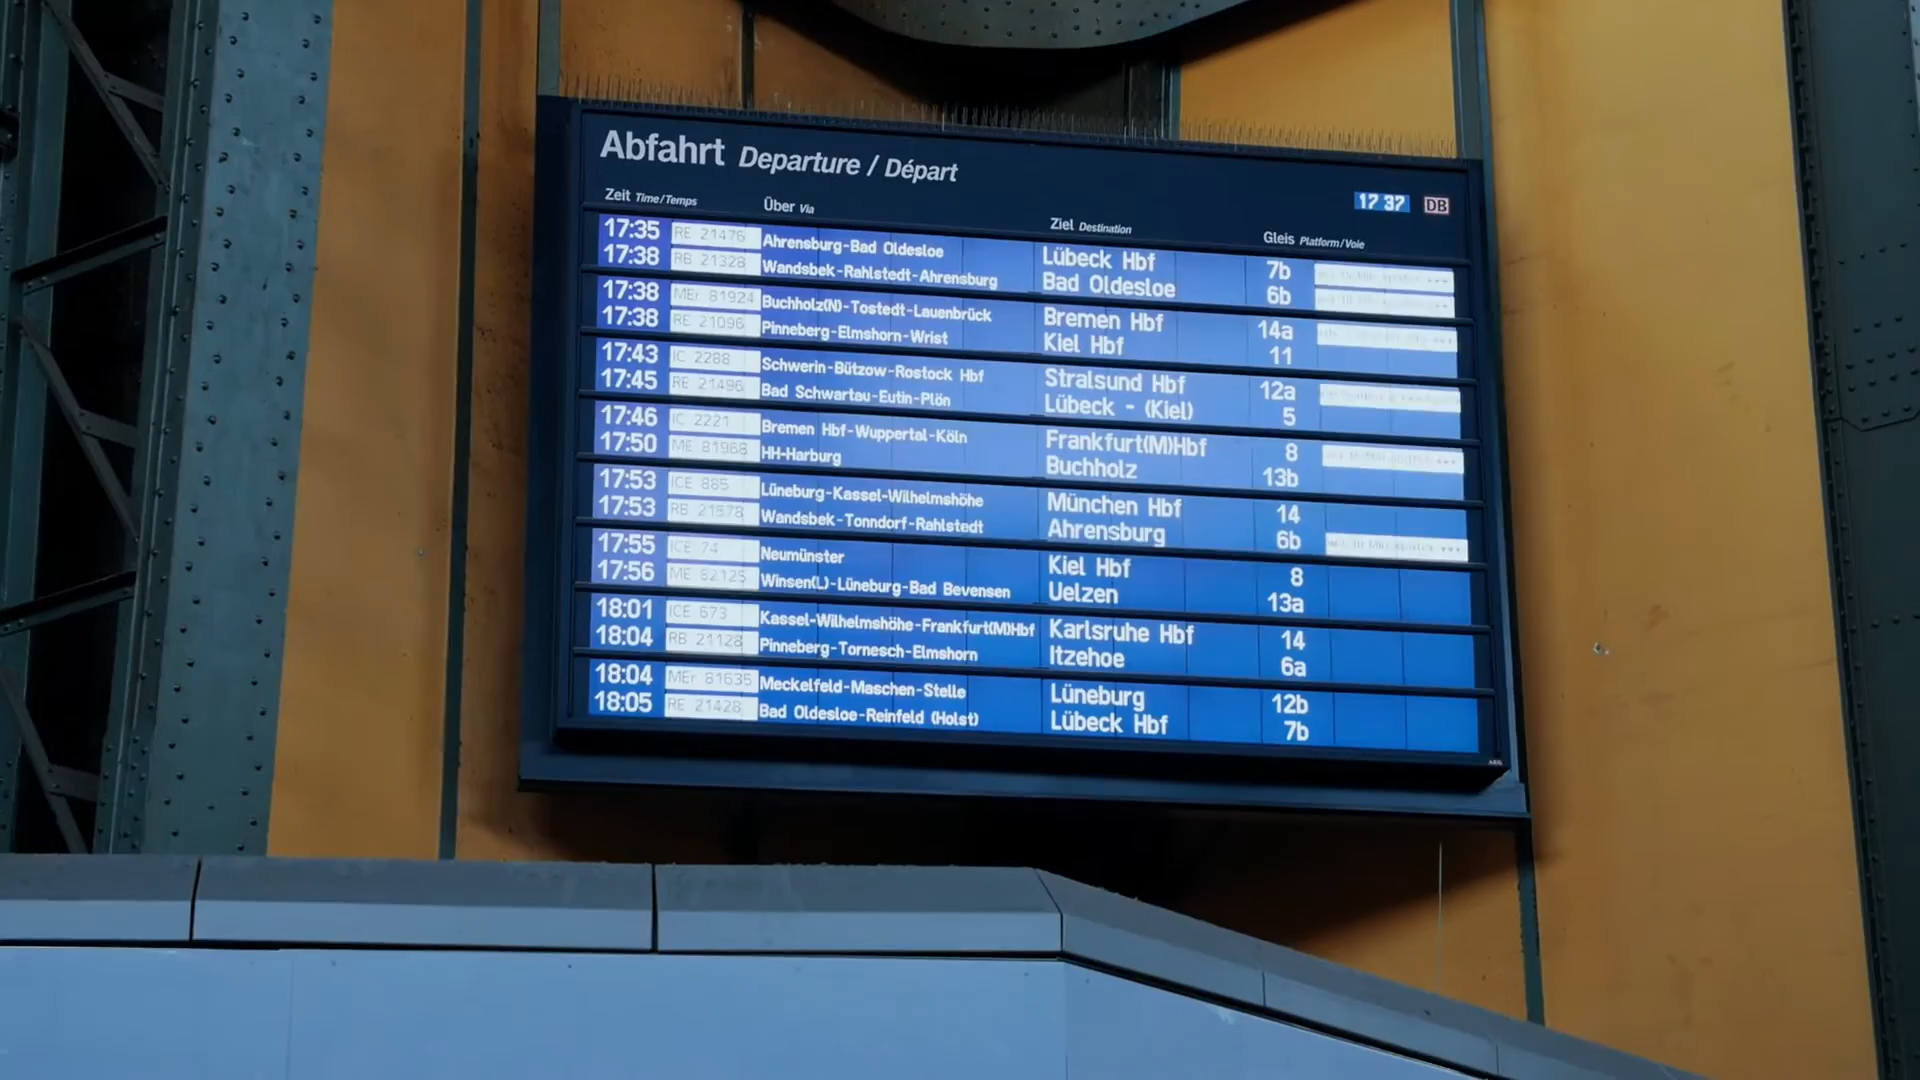 Abfahrt Departure / Départ
17 37 DB
Zeit Time/Temps Über Via Ziel Destination Gleis Platform/Voie
17:35 RE 21476 Ahrensburg-Bad Oldesloe Lübeck Hbf 7b
17:38 RB 21328 Wandsbek-Rahlstedt-Ahrensburg Bad Oldesloe 6b
17:38 MEr 81924 Buchholz(N)-Tostedt-Lauenbrück Bremen Hbf 14a
17:38 RE 21096 Pinneberg-Elmshorn-Wrist Kiel Hbf 11
17:43 IC 2288 Schwerin-Bützow-Rostock Hbf Stralsund Hbf 12a
17:45 RE 21496 Bad Schwartau-Eutin-Plön Lübeck - (Kiel) 5
17:46 IC 2221 Bremen Hbf-Wuppertal-Köln Frankfurt(M)Hbf 8
17:50 ME 81968 HH-Harburg Buchholz 13b
17:53 ICE 885 Lüneburg-Kassel-Wilhelmshöhe München Hbf 14
17:53 RB 21578 Wandsbek-Tonndorf-Rahlstedt Ahrensburg 6b
17:55 ICE 74 Neumünster Kiel Hbf 8
17:56 ME 82125 Winsen(L)-Lüneburg-Bad Bevensen Uelzen 13a
18:01 ICE 673 Kassel-Wilhelmshöhe-Frankfurt(M)Hbf Karlsruhe Hbf 14
18:04 RB 21128 Pinneberg-Tornesch-Elmshorn Itzehoe 6a
18:04 MEr 81635 Meckelfeld-Maschen-Stelle Lüneburg 12b
18:05 RE 21428 Bad Oldesloe-Reinfeld (Holst) Lübeck Hbf 7b
AEG